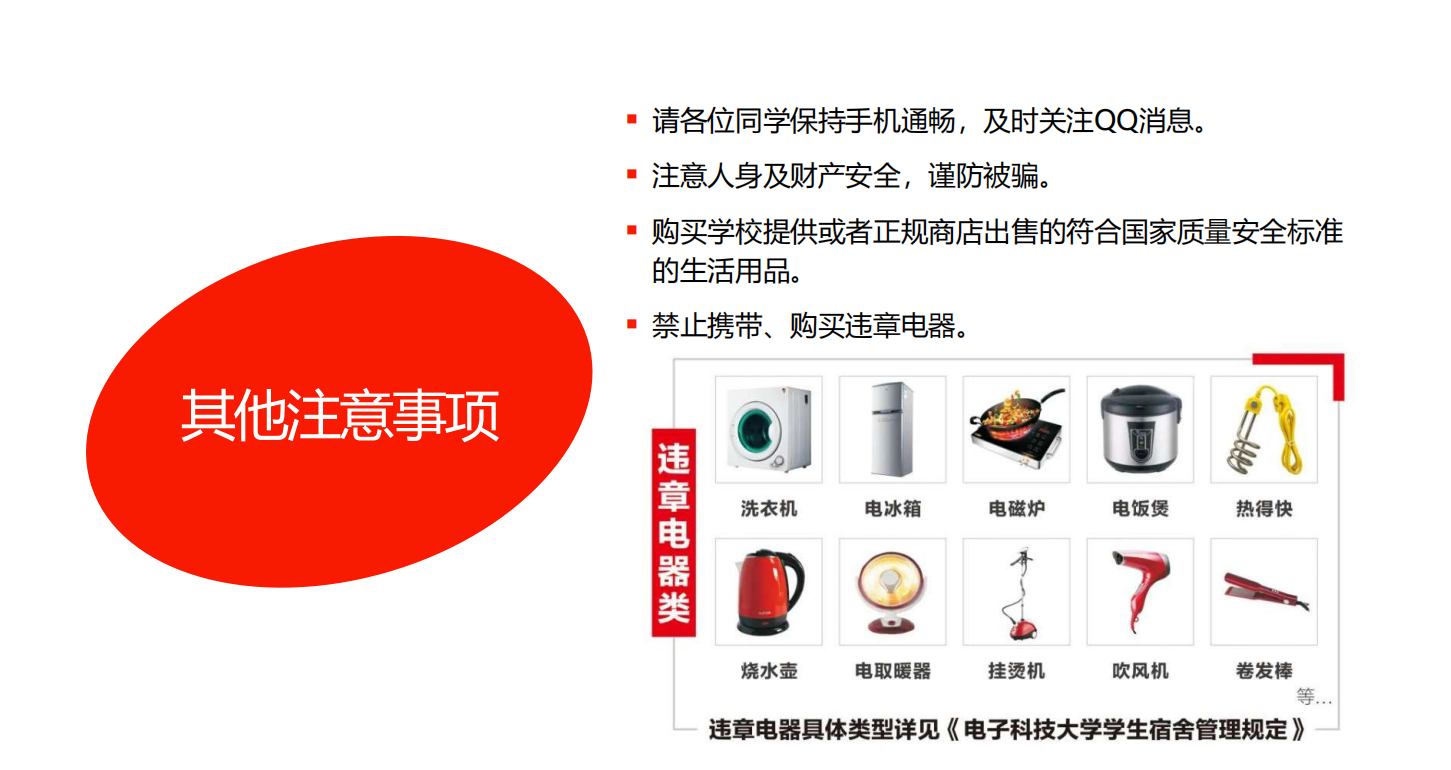 其他注意事项
请各位同学保持手机通畅，及时关注QQ消息。
注意人身及财产安全，谨防被骗。
购买学校提供或者正规商店出售的符合国家质量安全标准
的生活用品。
禁止携带、购买违章电器。
违章电器类
洗衣机 电冰箱 电磁炉 电饭煲 热得快
烧水壶 电取暖器 挂烫机 吹风机 卷发棒
等...
违章电器具体类型详见《电子科技大学学生宿舍管理规定》